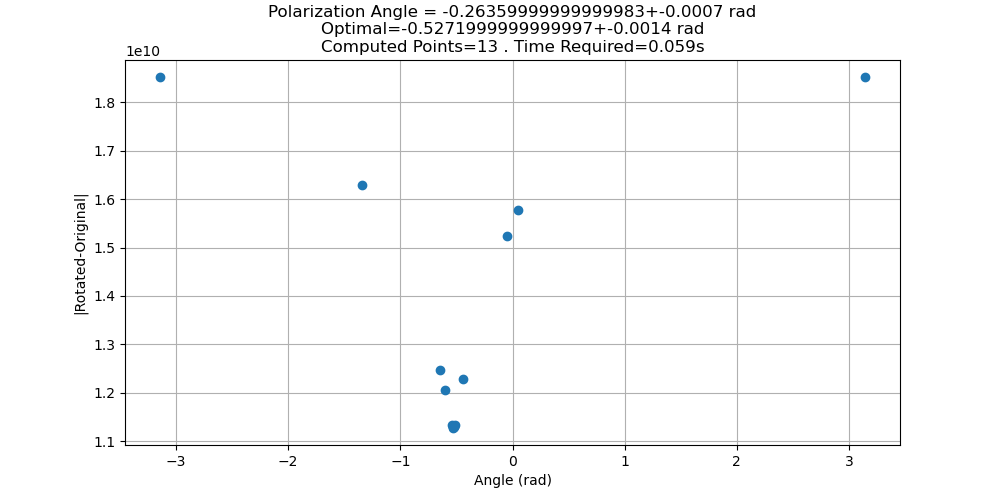 Polarization Angle = -0.26359999999999983+-0.0007 rad
Optimal=-0.5271999999999997+-0.0014 rad
Computed Points=13 . Time Required=0.059s
1e10
1.8
1.7
1.6
1.5
1.4
1.3
1.2
1.1
|Rotated-Original|
−3 −2 −1 0 1 2 3
Angle (rad)